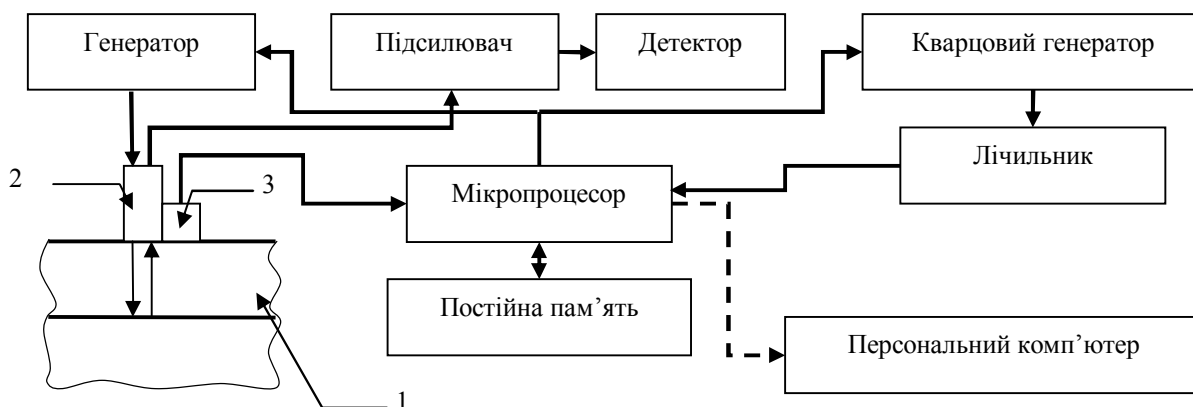 Генератор
Підсилювач
Детектор
Кварцовий генератор
Лічильник
2
3
Мікропроцесор
Постійна пам’ять
Персональний комп’ютер
1